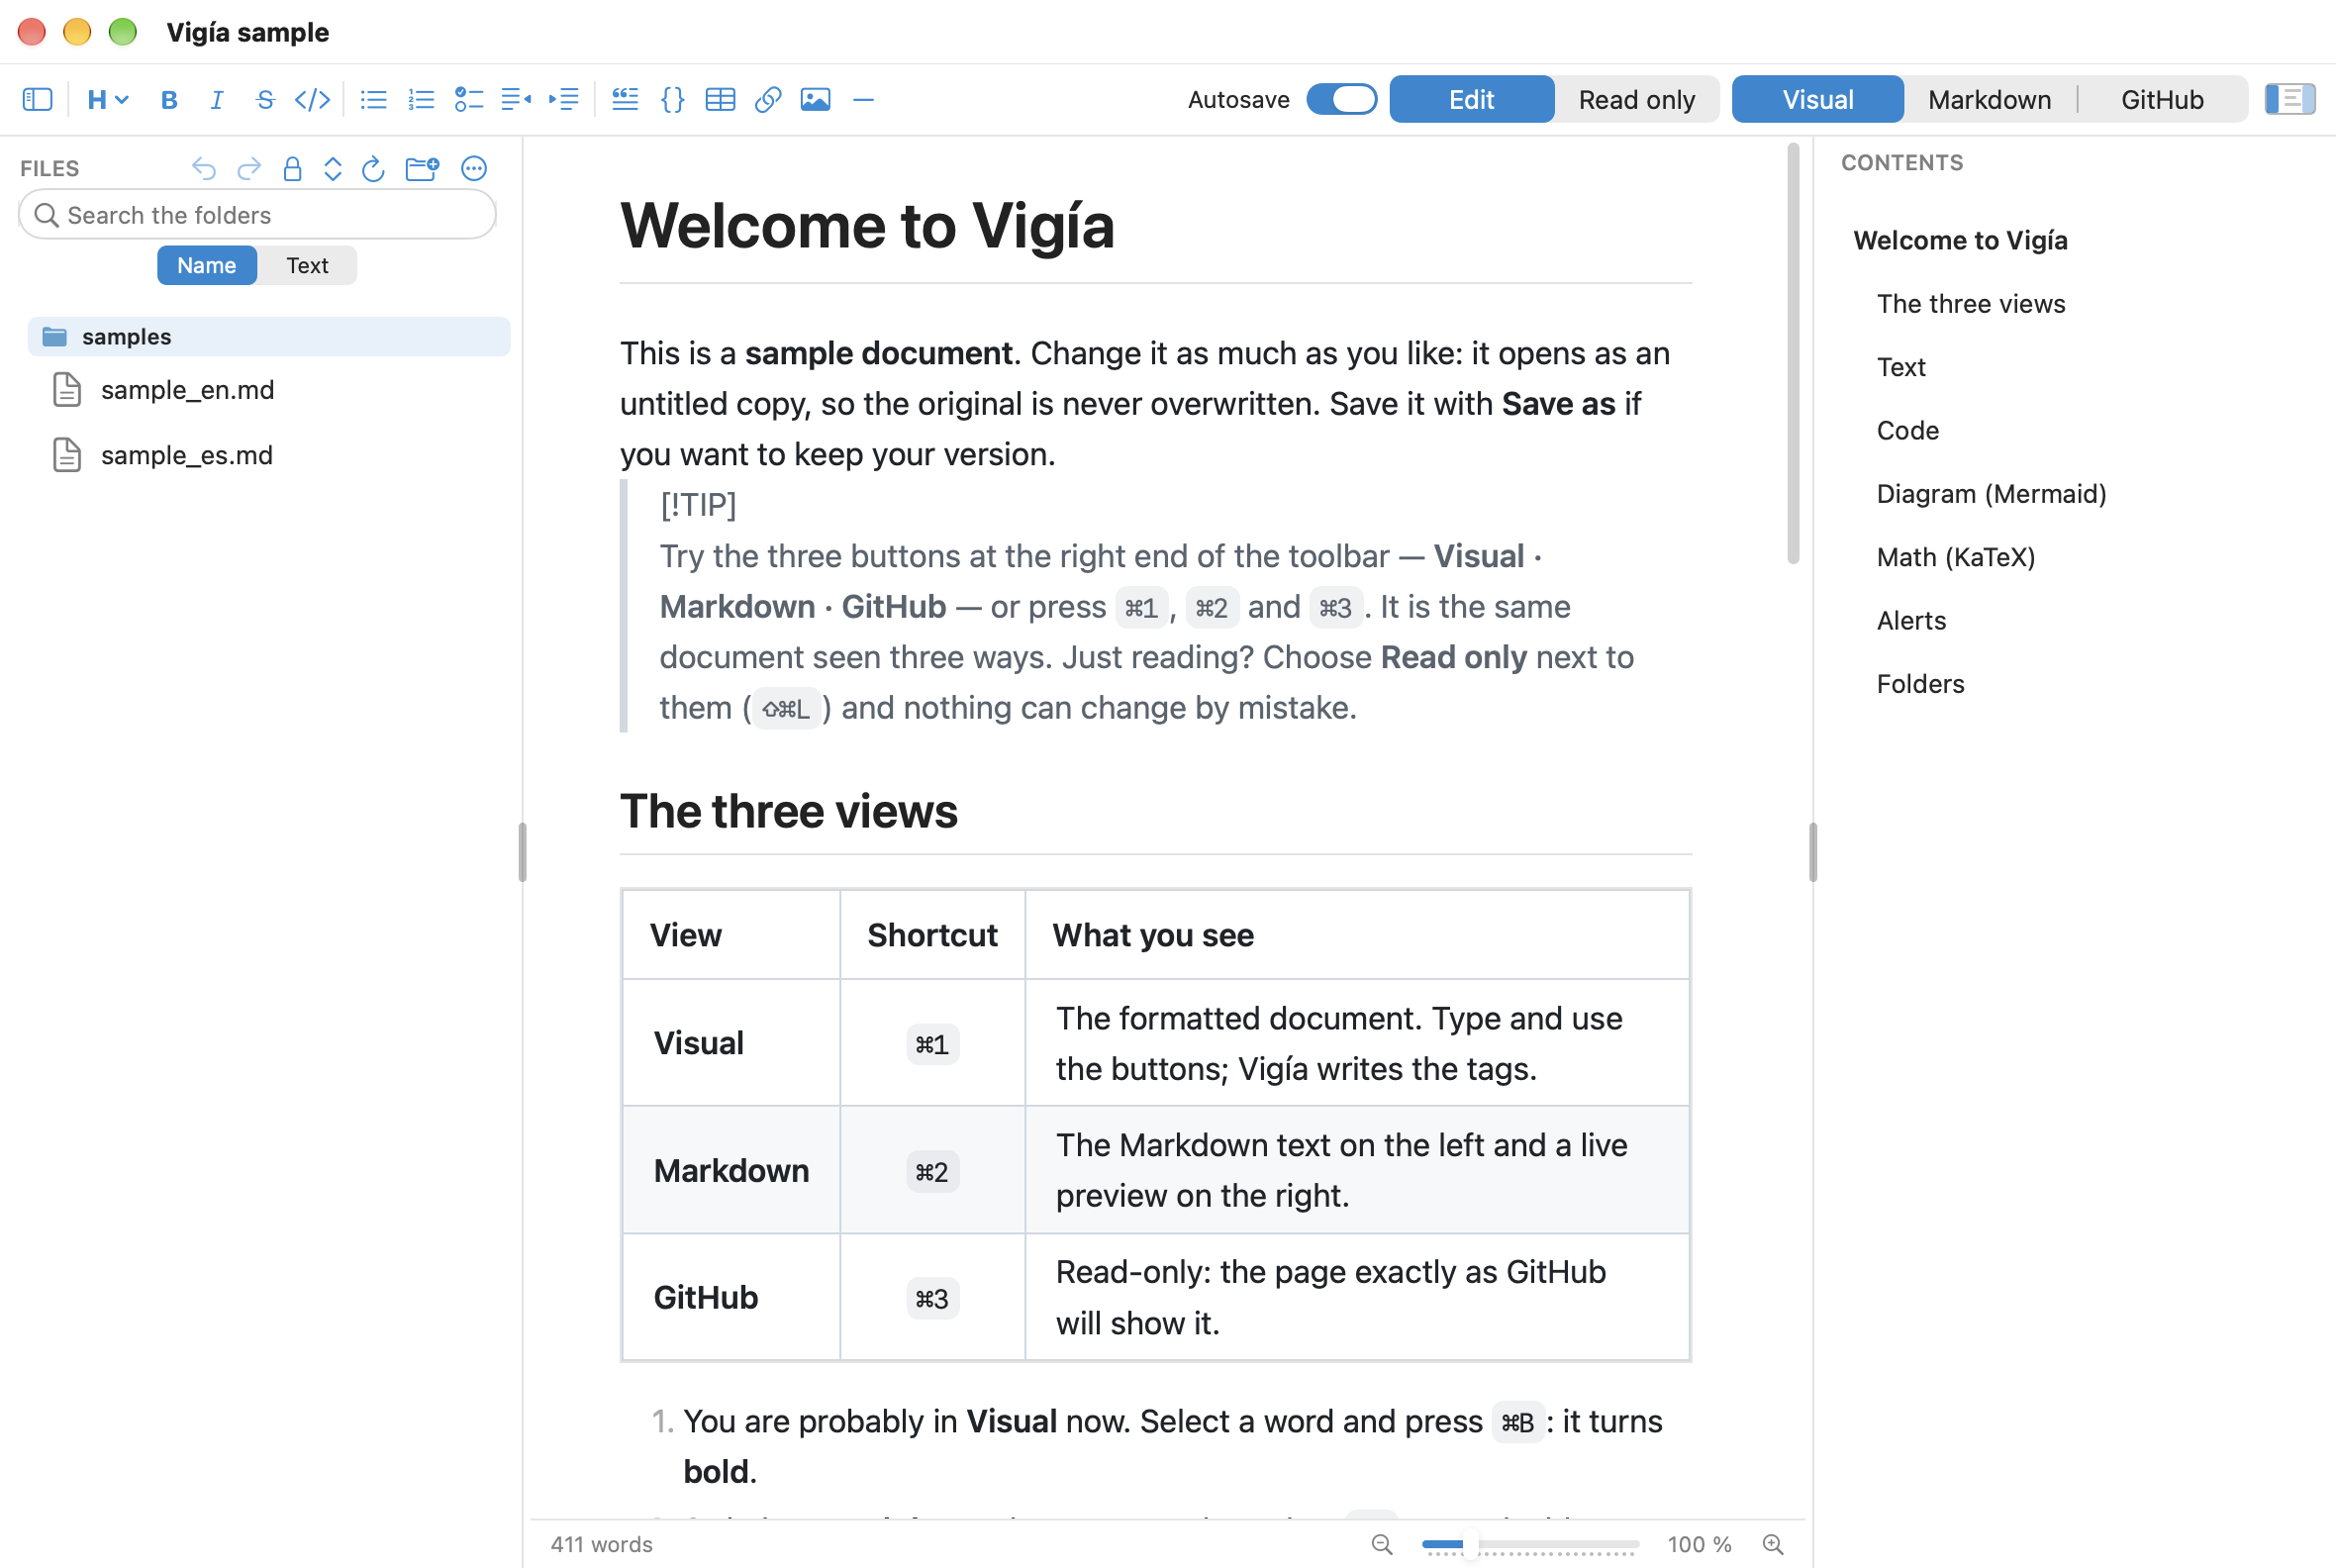 Vigía sample
H B I S </>
Autosave Edit Read only Visual Markdown GitHub
FILES
Search the folders
Name Text
samples
sample_en.md
sample_es.md
Welcome to Vigía
This is a sample document. Change it as much as you like: it opens as an
untitled copy, so the original is never overwritten. Save it with Save as if
you want to keep your version.
[!TIP]
Try the three buttons at the right end of the toolbar — Visual ·
Markdown · GitHub — or press ⌘1, ⌘2 and ⌘3. It is the same
document seen three ways. Just reading? Choose Read only next to
them (⇧⌘L) and nothing can change by mistake.
The three views
View Shortcut What you see
Visual ⌘1 The formatted document. Type and use
the buttons; Vigía writes the tags.
Markdown ⌘2 The Markdown text on the left and a live
preview on the right.
GitHub ⌘3 Read-only: the page exactly as GitHub
will show it.
1. You are probably in Visual now. Select a word and press ⌘B: it turns
bold.
411 words
100 %
CONTENTS
Welcome to Vigía
The three views
Text
Code
Diagram (Mermaid)
Math (KaTeX)
Alerts
Folders